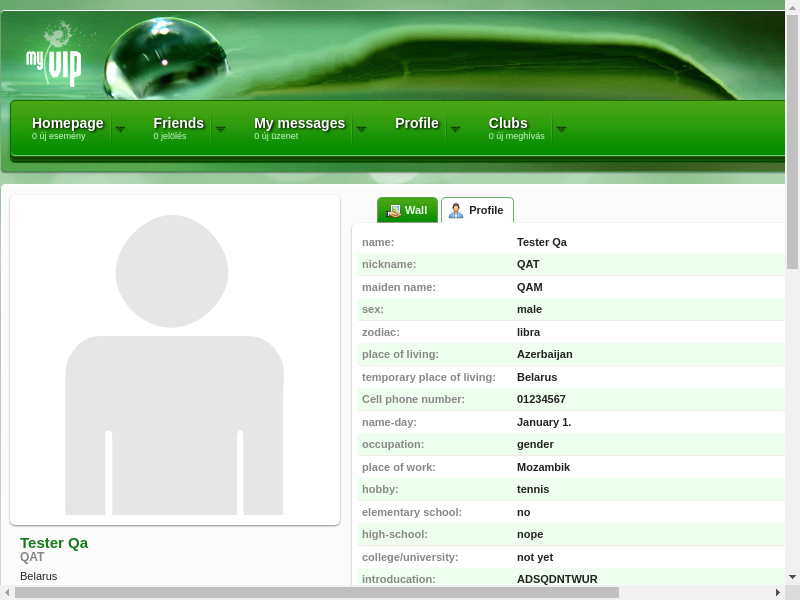 my VIP
Homepage
0 új esemény
Friends
0 jelölés
My messages
0 új üzenet
Profile
Clubs
0 új meghívás
Wall
Profile
name: Tester Qa
nickname: QAT
maiden name: QAM
sex: male
zodiac: libra
place of living: Azerbaijan
temporary place of living: Belarus
Cell phone number: 01234567
name-day: January 1.
occupation: gender
place of work: Mozambik
hobby: tennis
elementary school: no
high-school: nope
college/university: not yet
introducation: ADSQDNTWUR
Tester Qa
QAT
Belarus